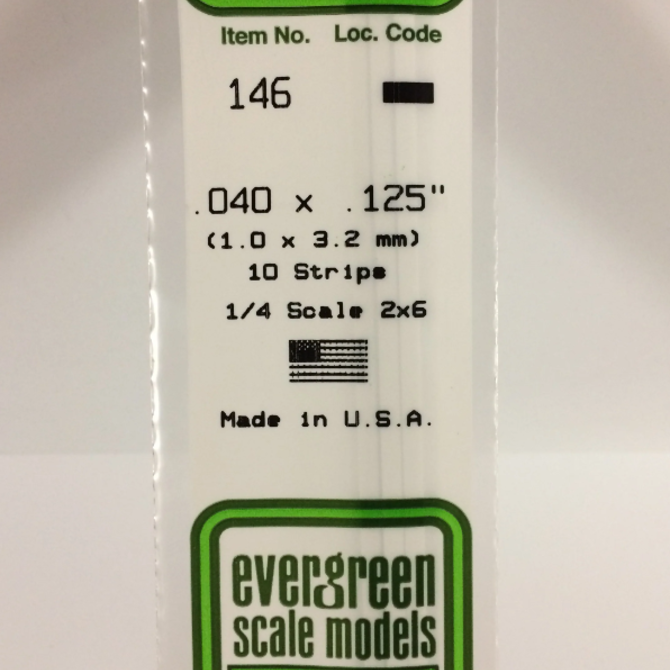 Item No. Loc. Code
146
.040 x .125"
(1.0 x 3.2 mm)
10 Strips
1/4 Scale 2x6
Made in U.S.A.
evergreen
scale models